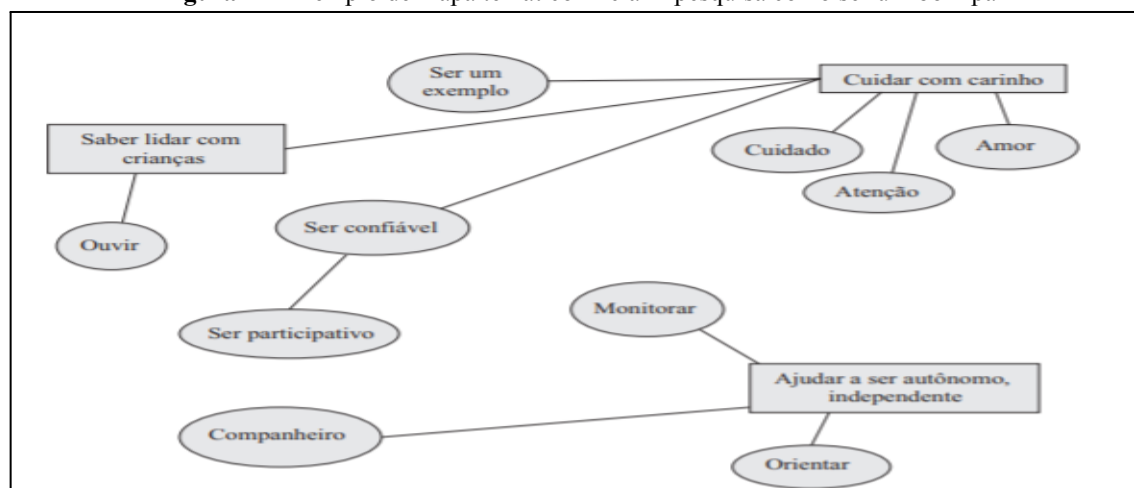 Ser um
exemplo
Cuidar com carinho
Saber lidar com
crianças
Cuidado
Amor
Atenção
Ouvir
Ser confiável
Monitorar
Ser participativo
Ajudar a ser autônomo,
independente
Companheiro
Orientar